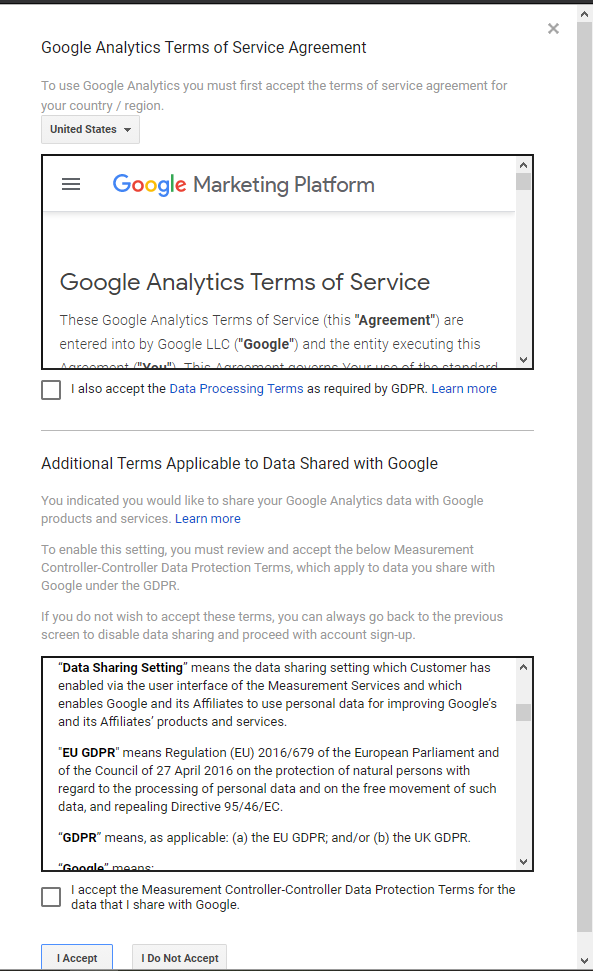 Google Analytics Terms of Service Agreement
To use Google Analytics you must first accept the terms of service agreement for
your country / region.
United States
Google Marketing Platform
Google Analytics Terms of Service
These Google Analytics Terms of Service (this "Agreement") are
entered into by Google LLC ("Google") and the entity executing this
Agreement ("You"). This Agreement governs Your use of the standard
I also accept the Data Processing Terms as required by GDPR. Learn more
Additional Terms Applicable to Data Shared with Google
You indicated you would like to share your Google Analytics data with Google
products and services. Learn more
To enable this setting, you must review and accept the below Measurement
Controller-Controller Data Protection Terms, which apply to data you share with
Google under the GDPR.
If you do not wish to accept these terms, you can always go back to the previous
screen to disable data sharing and proceed with account sign-up.
“Data Sharing Setting” means the data sharing setting which Customer has
enabled via the user interface of the Measurement Services and which
enables Google and its Affiliates to use personal data for improving Google’s
and its Affiliates’ products and services.
"EU GDPR" means Regulation (EU) 2016/679 of the European Parliament and
of the Council of 27 April 2016 on the protection of natural persons with
regard to the processing of personal data and on the free movement of such
data, and repealing Directive 95/46/EC.
“GDPR” means, as applicable: (a) the EU GDPR; and/or (b) the UK GDPR.
“Google” means:
I accept the Measurement Controller-Controller Data Protection Terms for the
data that I share with Google.
I Accept
I Do Not Accept